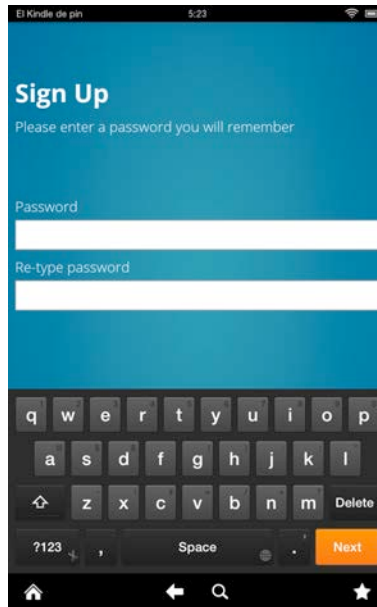 El Kindle de pin 5:23
Sign Up
Please enter a password you will remember
Password
Re-type password
q w e r t y u i o p
a s d f g h j k l
z x c v b n m Delete
?123 , Space . Next